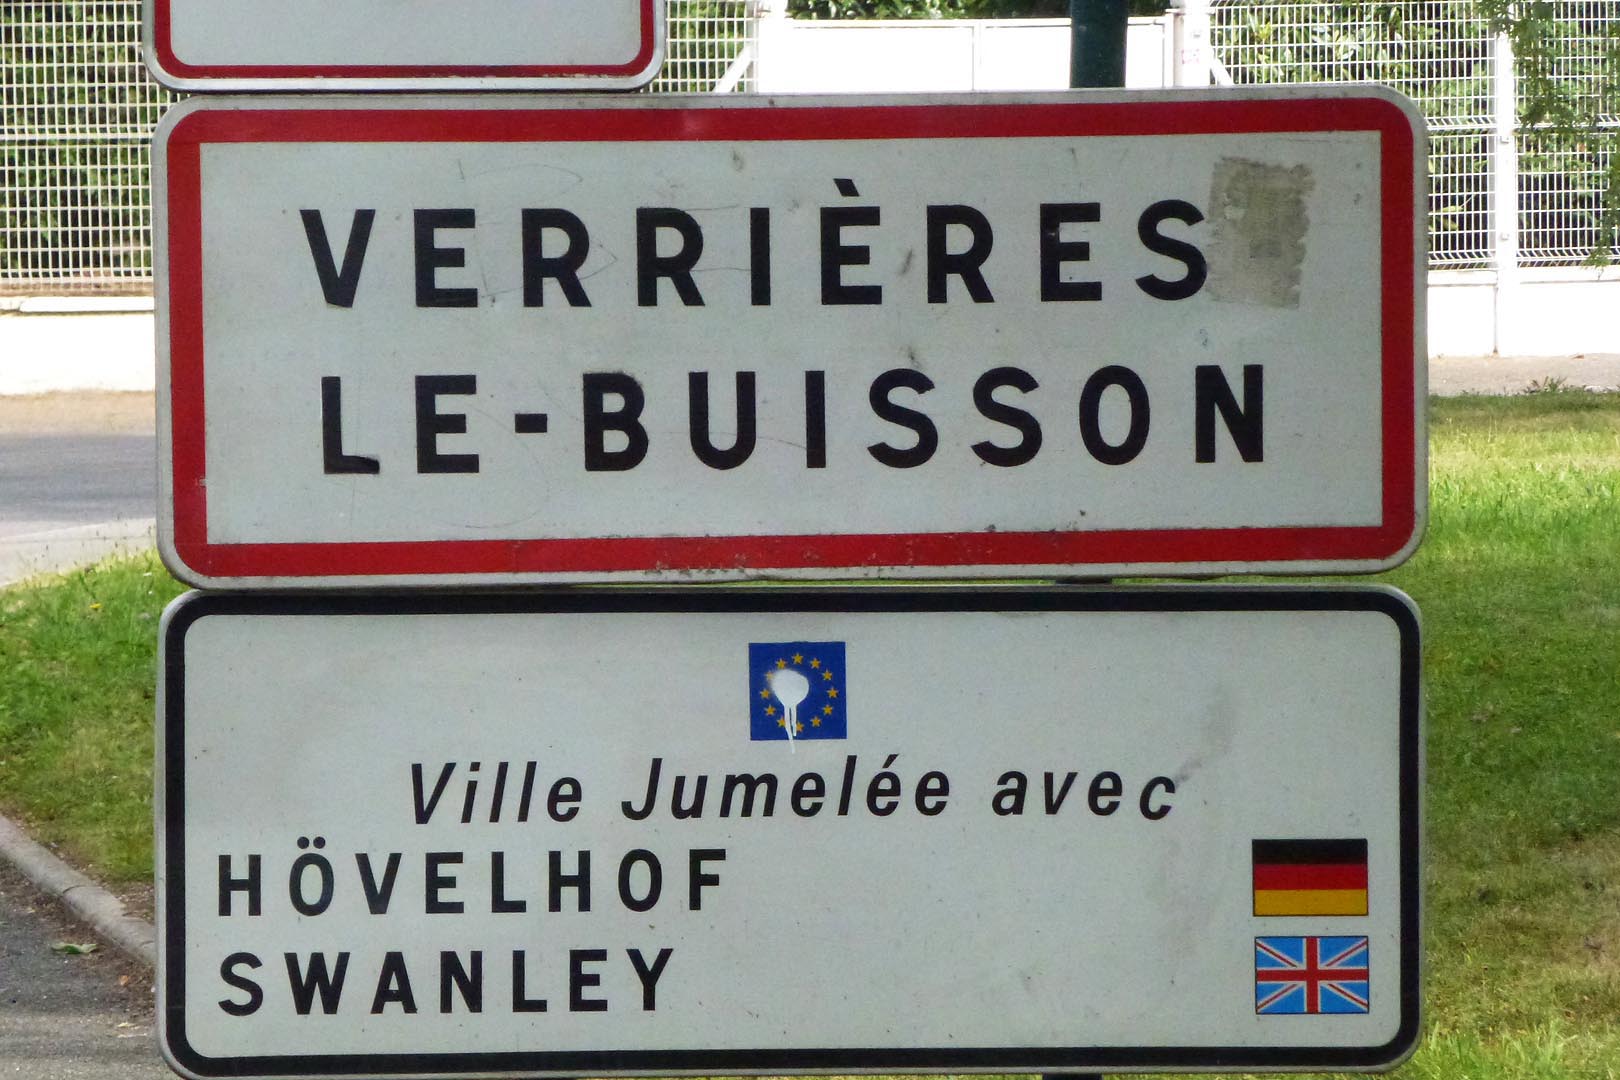 VERRIÈRES
LE-BUISSON
Ville Jumelée avec
HÖVELHOF
SWANLEY